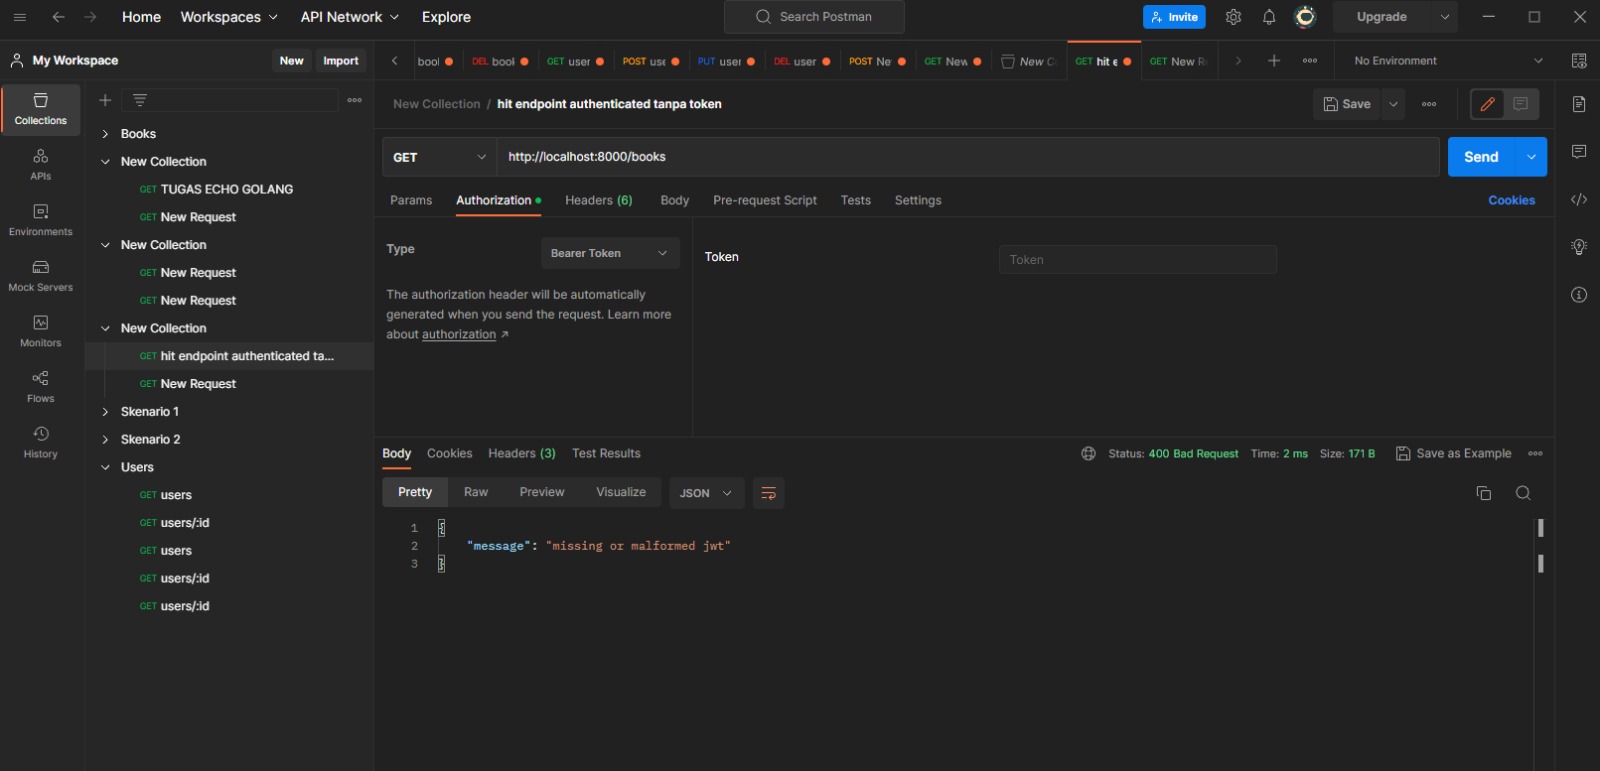 Home Workspaces API Network Explore Search Postman Invite Upgrade
My Workspace New Import
DEL GET user POST PUT user DEL user POST GET New GET hit GET New No Environment
Collections
APIs
Environments
Mock Servers
Monitors
Flows
History
Books
New Collection
GET TUGAS ECHO GOLANG
GET New Request
New Collection
GET New Request
GET New Request
New Collection
GET hit endpoint authenticated ta...
GET New Request
Skenario 1
Skenario 2
Users
GET users
GET users/:id
GET users
GET users/:id
GET users/:id
New Collection / hit endpoint authenticated tanpa token Save
GET http://localhost:8000/books Send
Params Authorization Headers (6) Body Pre-request Script Tests Settings Cookies
Type Bearer Token Token Token
The authorization header will be automatically
generated when you send the request. Learn more
about authorization ↗
Body Cookies Headers (3) Test Results Status: 400 Bad Request Time: 2 ms Size: 171 B Save as Example
Pretty Raw Preview Visualize JSON
1 {
2 "message": "missing or malformed jwt"
3 }